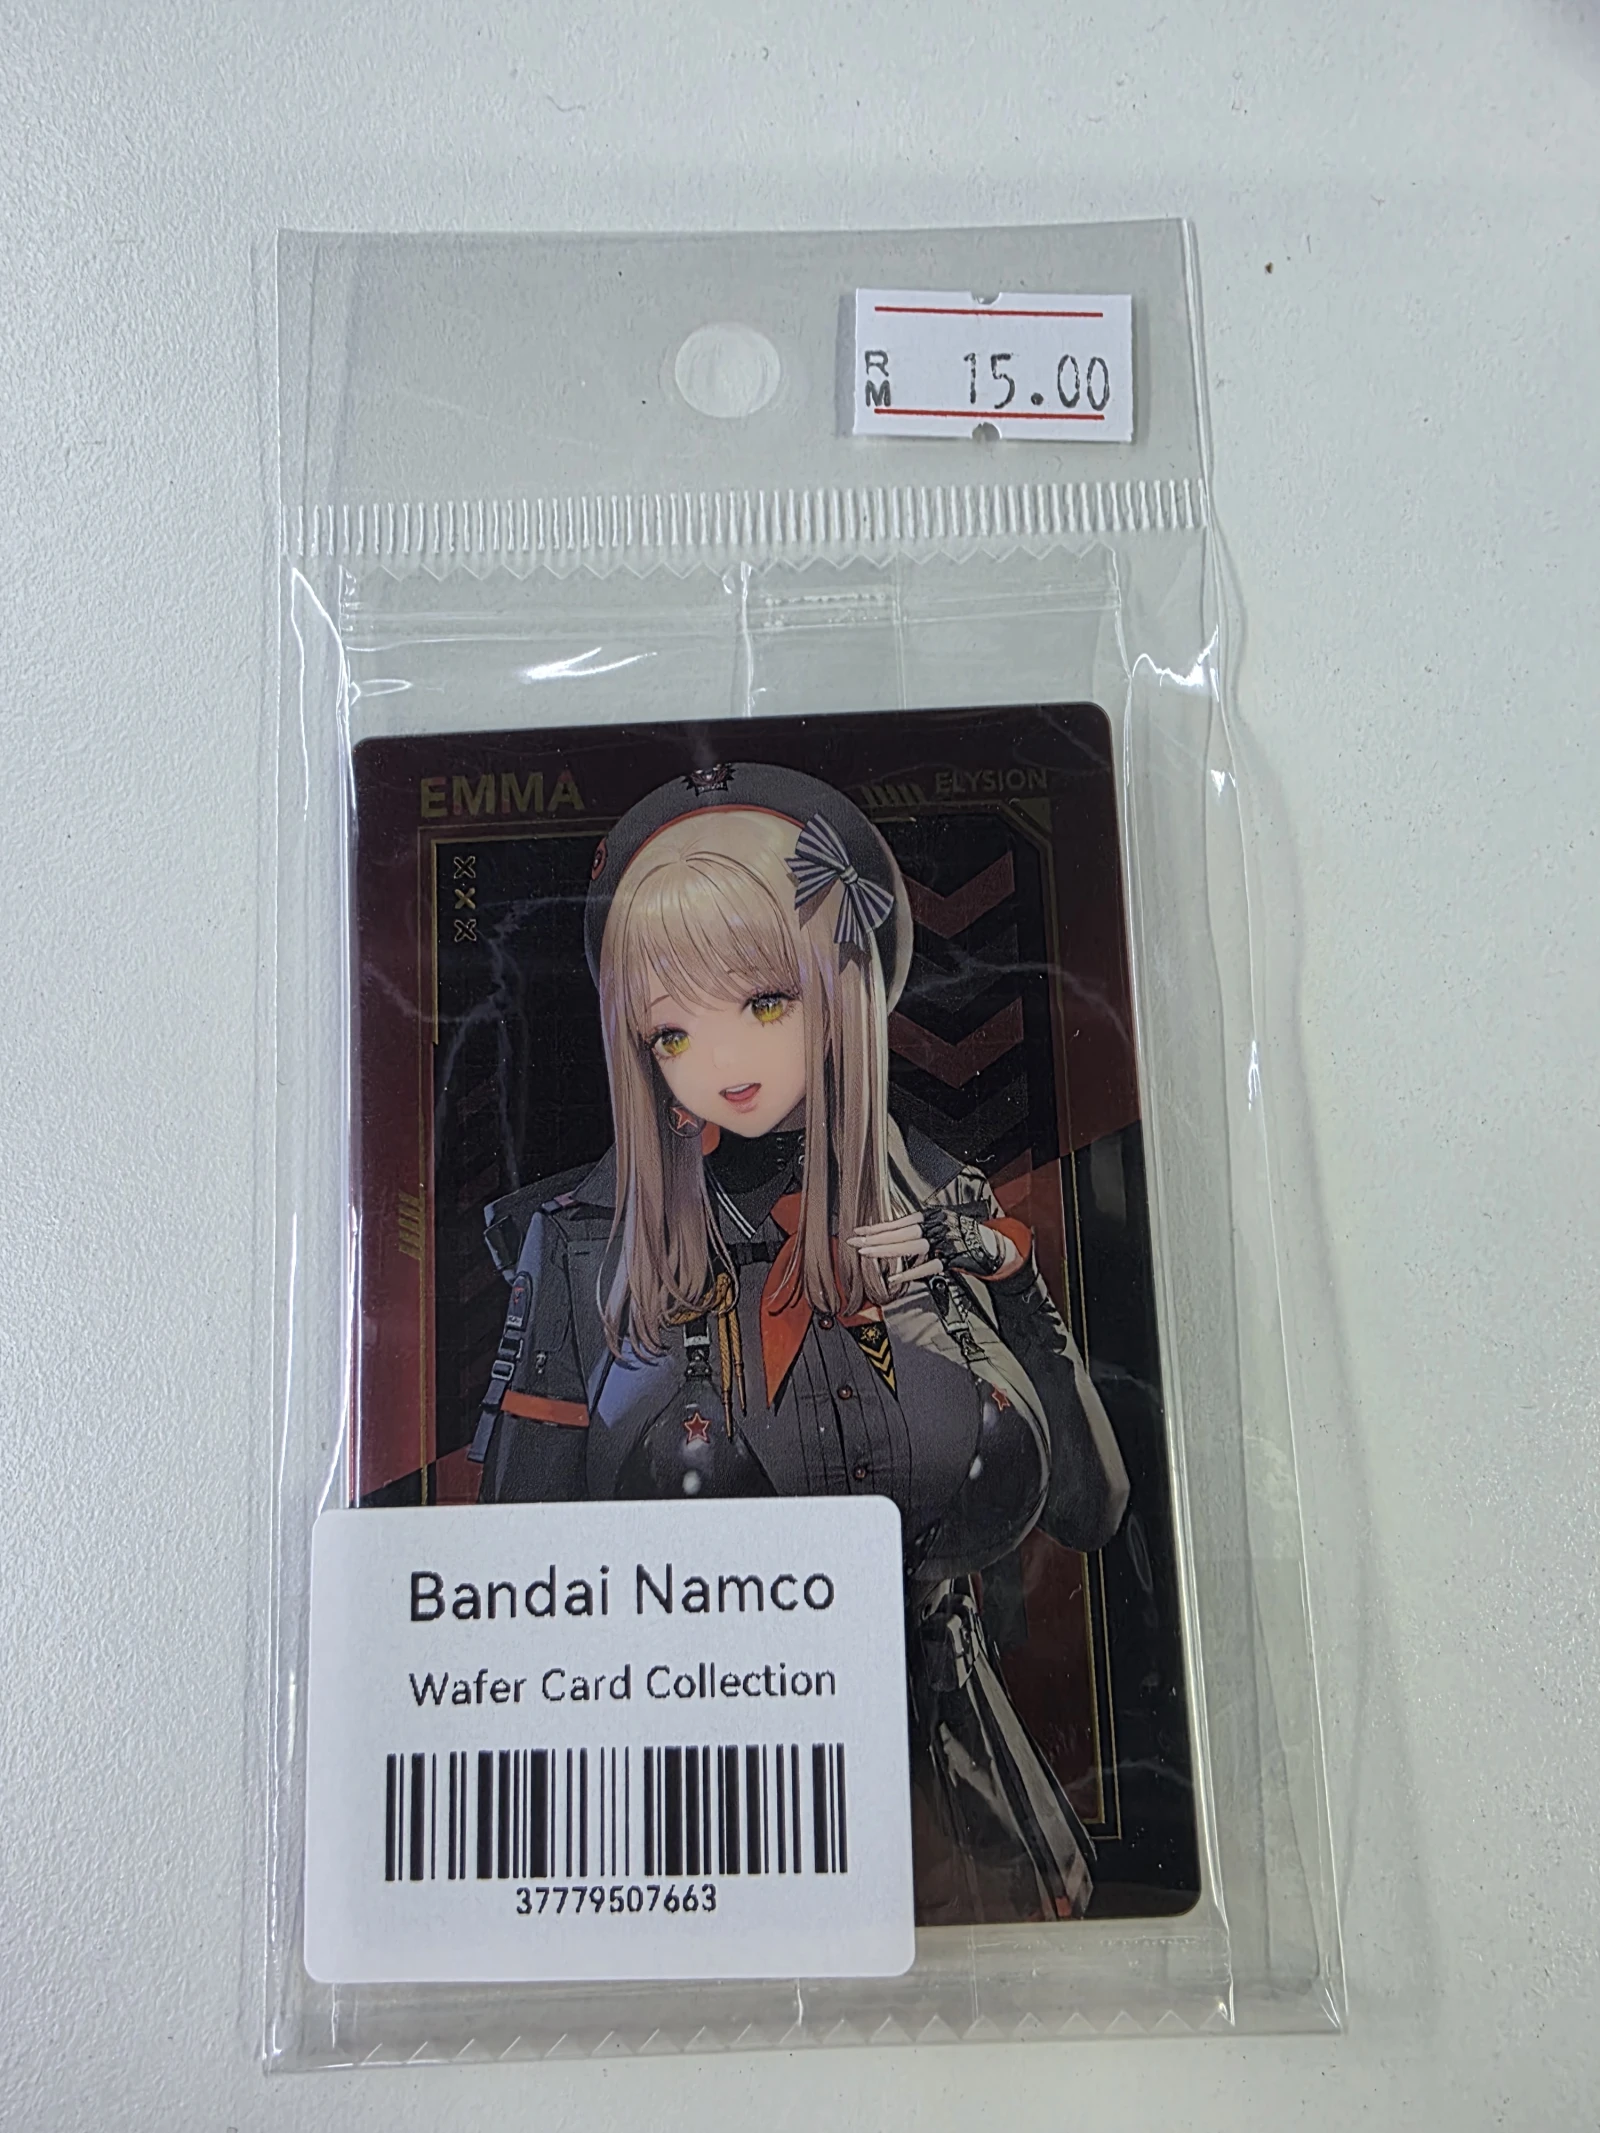 RM 15.00
EMMA
ELYSION
Bandai Namco
Wafer Card Collection
37779507663